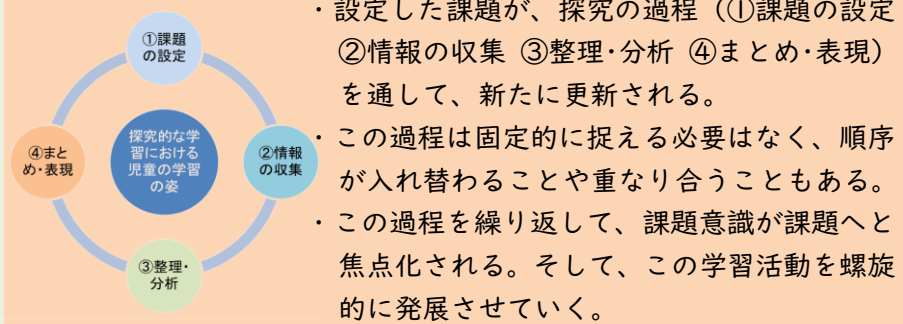 ①課題
の設定
②情報
の収集
③整理・
分析
④まと
め・表現
探究的な学
習における
児童の学習
の姿
・設定した課題が、探究の過程（①課題の設定
②情報の収集 ③整理・分析 ④まとめ・表現）
を通して、新たに更新される。
・この過程は固定的に捉える必要はなく、順序
が入れ替わることや重なり合うこともある。
・この過程を繰り返して、課題意識が課題へと
焦点化される。そして、この学習活動を螺旋
的に発展させていく。